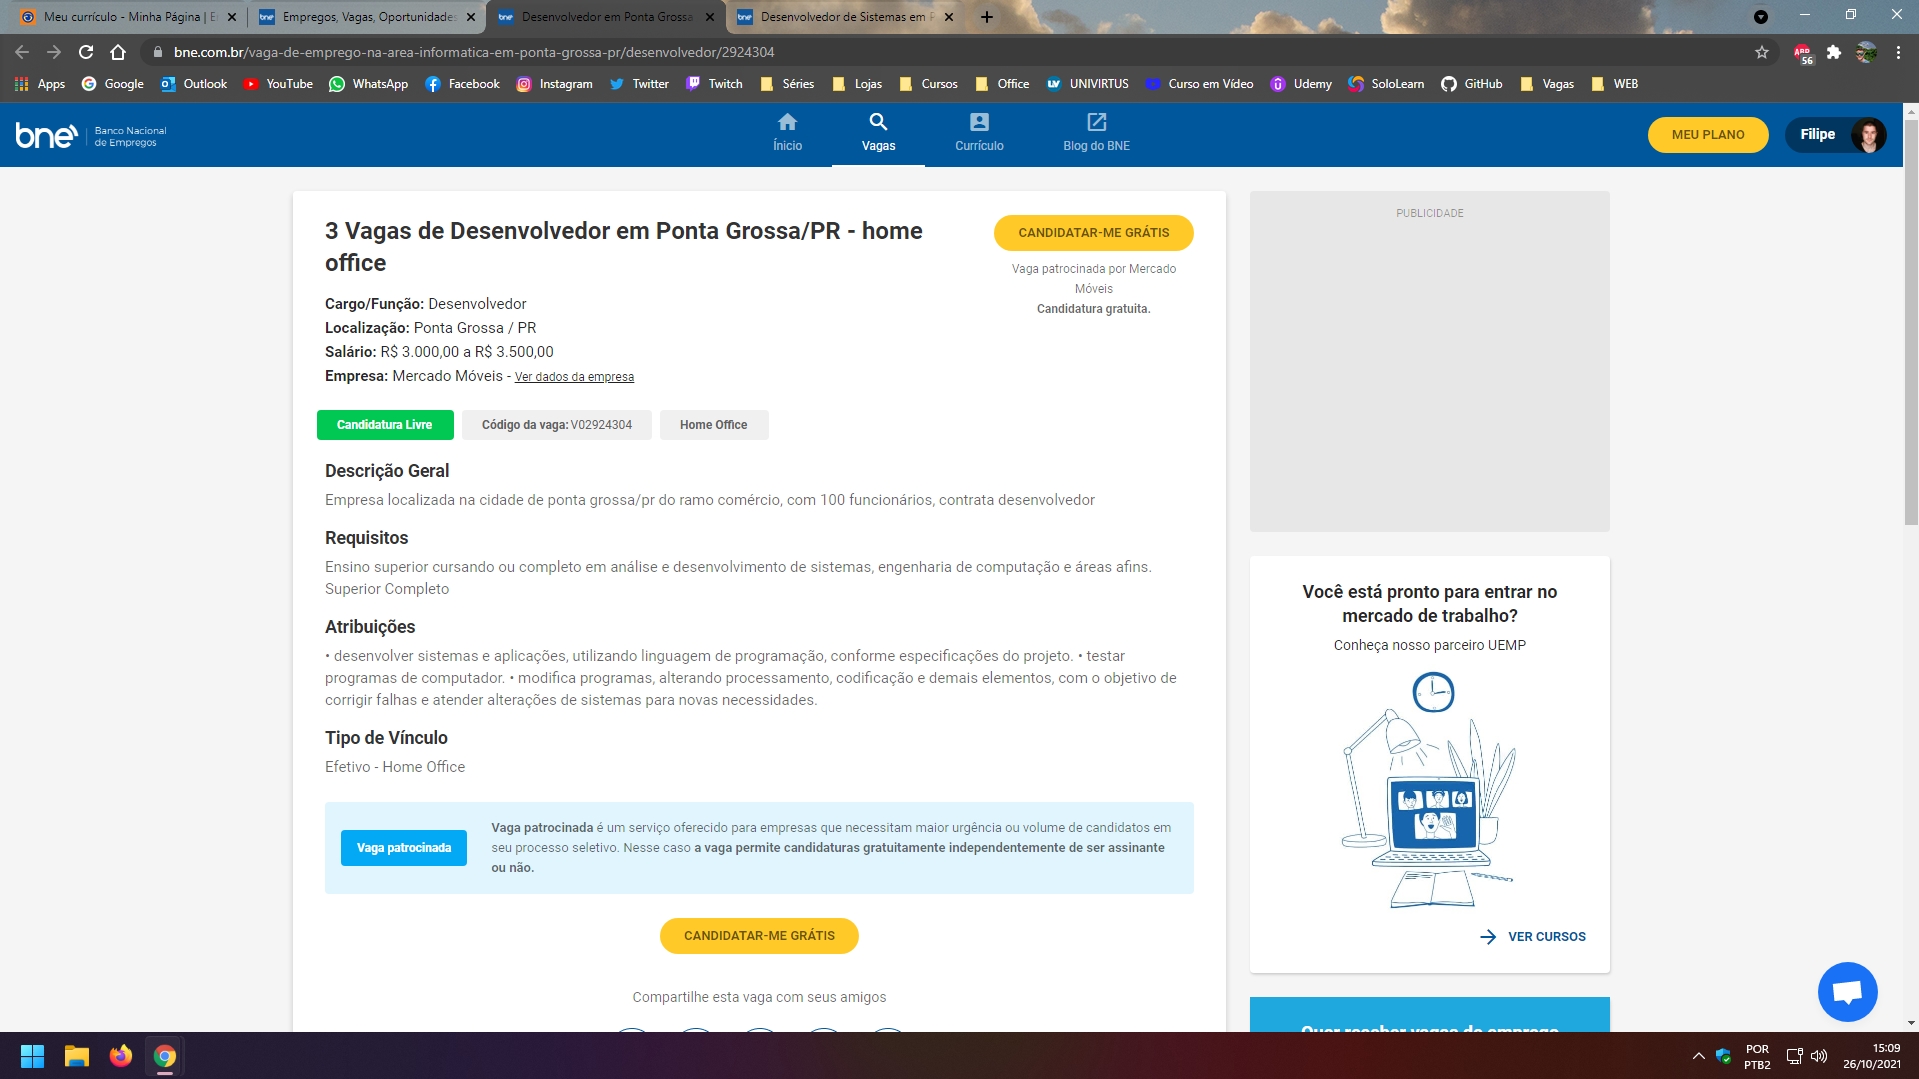 Meu currículo - Minha Página | E
Empregos, Vagas, Oportunidades
Desenvolvedor em Ponta Grossa
Desenvolvedor de Sistemas em P
bne.com.br/vaga-de-emprego-na-area-informatica-em-ponta-grossa-pr/desenvolvedor/2924304
ABP
56
Apps Google Outlook YouTube WhatsApp Facebook Instagram Twitter Twitch Séries Lojas Cursos Office UNIVIRTUS Curso em Vídeo Udemy SoloLearn GitHub Vagas WEB
bne
Banco Nacional
de Empregos
Ínicio
Vagas
Currículo
Blog do BNE
MEU PLANO
Filipe
3 Vagas de Desenvolvedor em Ponta Grossa/PR - home
office
CANDIDATAR-ME GRÁTIS
Vaga patrocinada por Mercado
Móveis
Candidatura gratuita.
Cargo/Função: Desenvolvedor
Localização: Ponta Grossa / PR
Salário: R$ 3.000,00 a R$ 3.500,00
Empresa: Mercado Móveis - Ver dados da empresa
Candidatura Livre
Código da vaga: V02924304
Home Office
Descrição Geral
Empresa localizada na cidade de ponta grossa/pr do ramo comércio, com 100 funcionários, contrata desenvolvedor
Requisitos
Ensino superior cursando ou completo em análise e desenvolvimento de sistemas, engenharia de computação e áreas afins.
Superior Completo
Atribuições
• desenvolver sistemas e aplicações, utilizando linguagem de programação, conforme especificações do projeto. • testar
programas de computador. • modifica programas, alterando processamento, codificação e demais elementos, com o objetivo de
corrigir falhas e atender alterações de sistemas para novas necessidades.
Tipo de Vínculo
Efetivo - Home Office
Vaga patrocinada
Vaga patrocinada é um serviço oferecido para empresas que necessitam maior urgência ou volume de candidatos em
seu processo seletivo. Nesse caso a vaga permite candidaturas gratuitamente independentemente de ser assinante
ou não.
CANDIDATAR-ME GRÁTIS
Compartilhe esta vaga com seus amigos
PUBLICIDADE
Você está pronto para entrar no
mercado de trabalho?
Conheça nosso parceiro UEMP
VER CURSOS
Quer receber vagas de emprego
POR
PTB2
15:09
26/10/2021